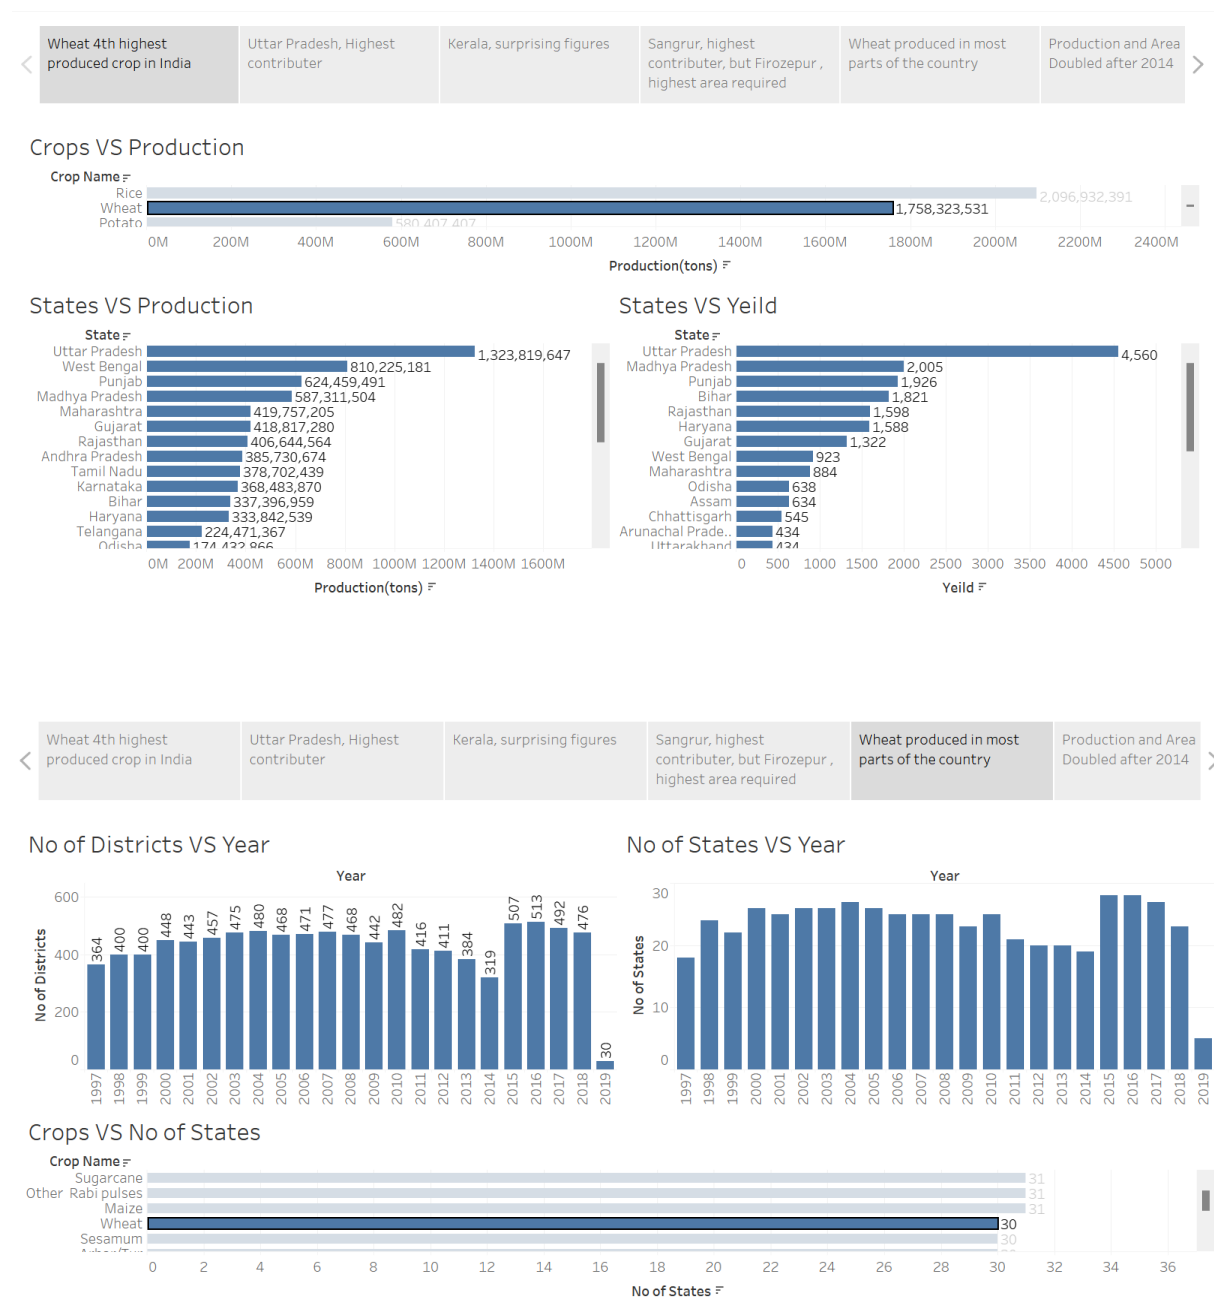 Wheat 4th highest
produced crop in India
Uttar Pradesh, Highest
contributer
Kerala, surprising figures
Sangrur, highest
contributer, but Firozepur ,
highest area required
Wheat produced in most
parts of the country
Production and Area
Doubled after 2014
Crops VS Production
Crop Name
Rice 2,096,932,391
Wheat 1,758,323,531
Potato 580,407,407
0M 200M 400M 600M 800M 1000M 1200M 1400M 1600M 1800M 2000M 2200M 2400M
Production(tons)
States VS Production
State
Uttar Pradesh 1,323,819,647
West Bengal 810,225,181
Punjab 624,459,491
Madhya Pradesh 587,311,504
Maharashtra 419,757,205
Gujarat 418,817,280
Rajasthan 406,644,564
Andhra Pradesh 385,730,674
Tamil Nadu 378,702,439
Karnataka 368,483,870
Bihar 337,396,959
Haryana 333,842,539
Telangana 224,471,367
Odisha 174,432,866
0M 200M 400M 600M 800M 1000M 1200M 1400M 1600M
Production(tons)
States VS Yeild
State
Uttar Pradesh 4,560
Madhya Pradesh 2,005
Punjab 1,926
Bihar 1,821
Rajasthan 1,598
Haryana 1,588
Gujarat 1,322
West Bengal 923
Maharashtra 884
Odisha 638
Assam 634
Chhattisgarh 545
Arunachal Prade.. 434
Uttarakhand 434
0 500 1000 1500 2000 2500 3000 3500 4000 4500 5000
Yeild
Wheat 4th highest
produced crop in India
Uttar Pradesh, Highest
contributer
Kerala, surprising figures
Sangrur, highest
contributer, but Firozepur ,
highest area required
Wheat produced in most
parts of the country
Production and Area
Doubled after 2014
No of Districts VS Year
Year
No of Districts
600
400
200
0
364 400 400 448 443 457 475 480 468 471 477 468 442 482 416 411 384 319 507 513 492 476 30
1997 1998 1999 2000 2001 2002 2003 2004 2005 2006 2007 2008 2009 2010 2011 2012 2013 2014 2015 2016 2017 2018 2019
No of States VS Year
Year
No of States
30
20
10
0
1997 1998 1999 2000 2001 2002 2003 2004 2005 2006 2007 2008 2009 2010 2011 2012 2013 2014 2015 2016 2017 2018 2019
Crops VS No of States
Crop Name
Sugarcane 31
Other Rabi pulses 31
Maize 31
Wheat 30
Sesamum 30
0 2 4 6 8 10 12 14 16 18 20 22 24 26 28 30 32 34 36
No of States